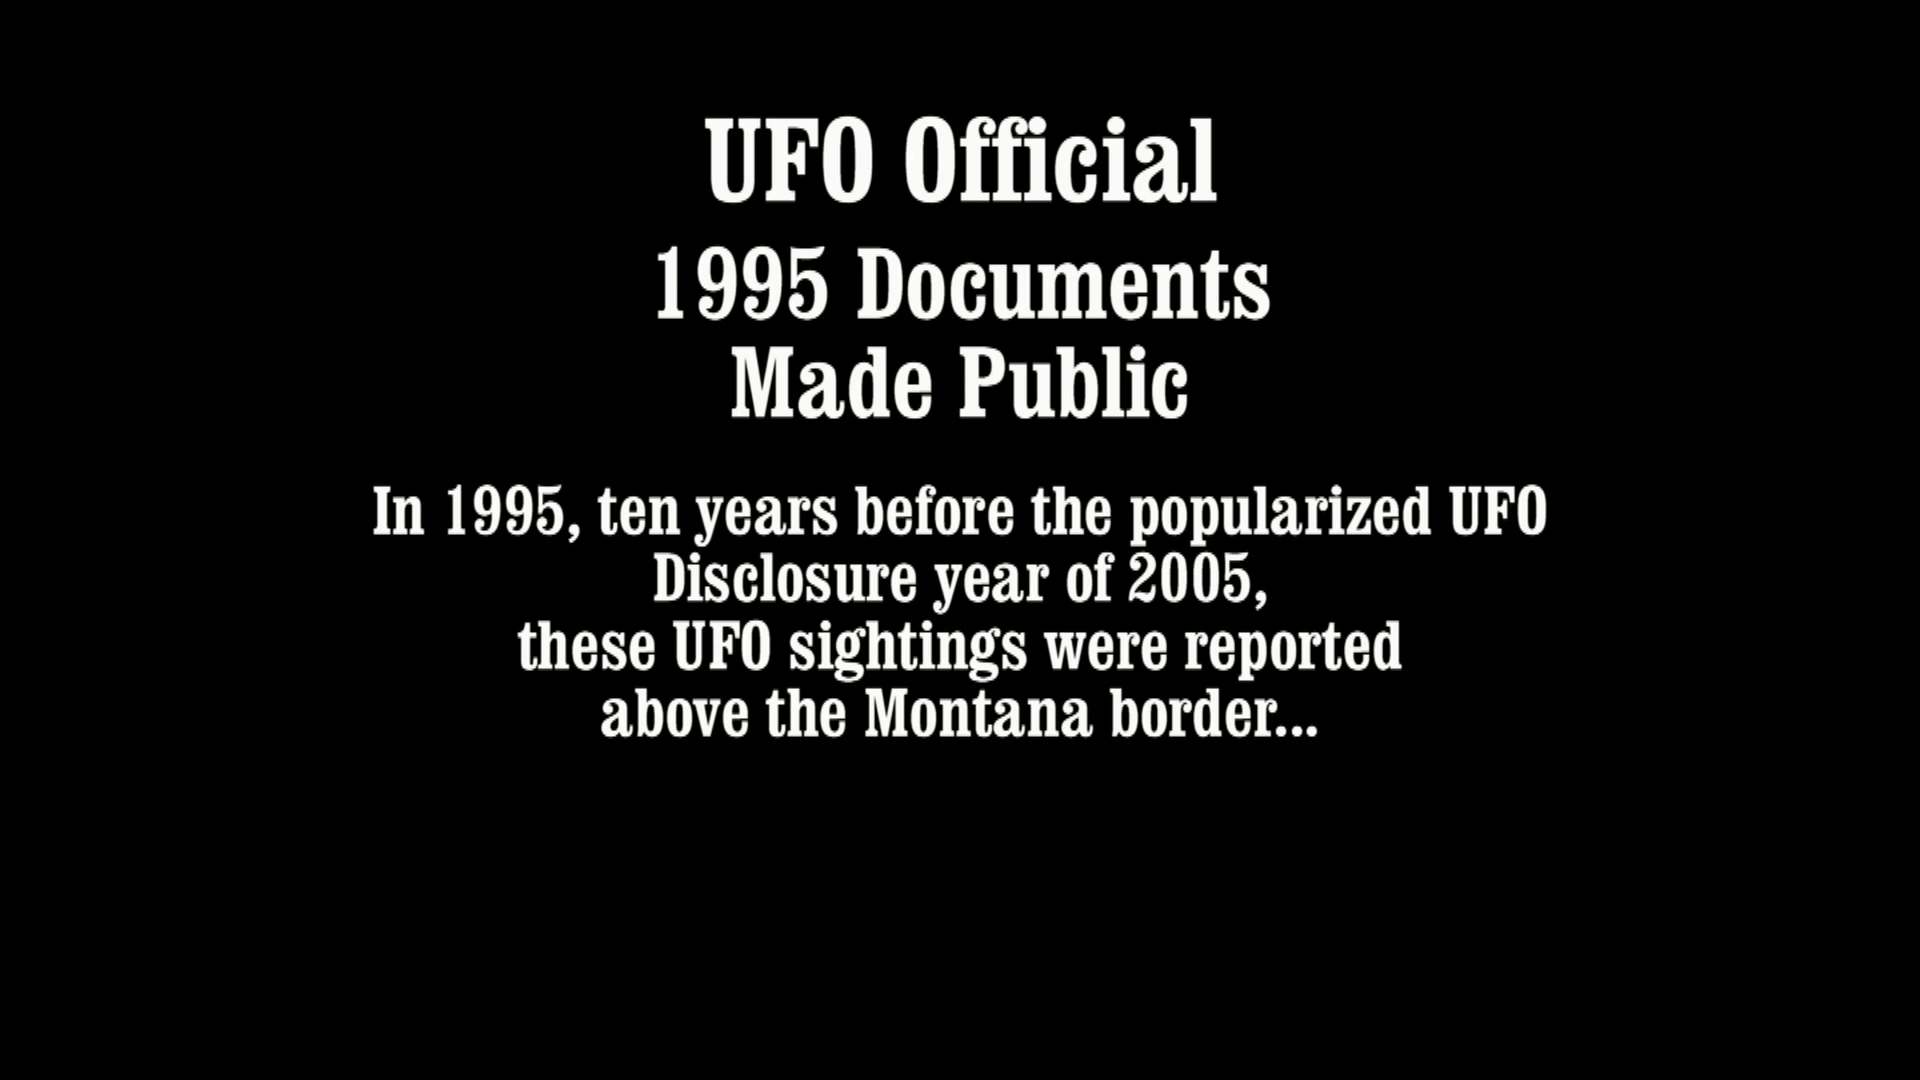 UFO Official
1995 Documents
Made Public
In 1995, ten years before the popularized UFO
Disclosure year of 2005,
these UFO sightings were reported
above the Montana border...